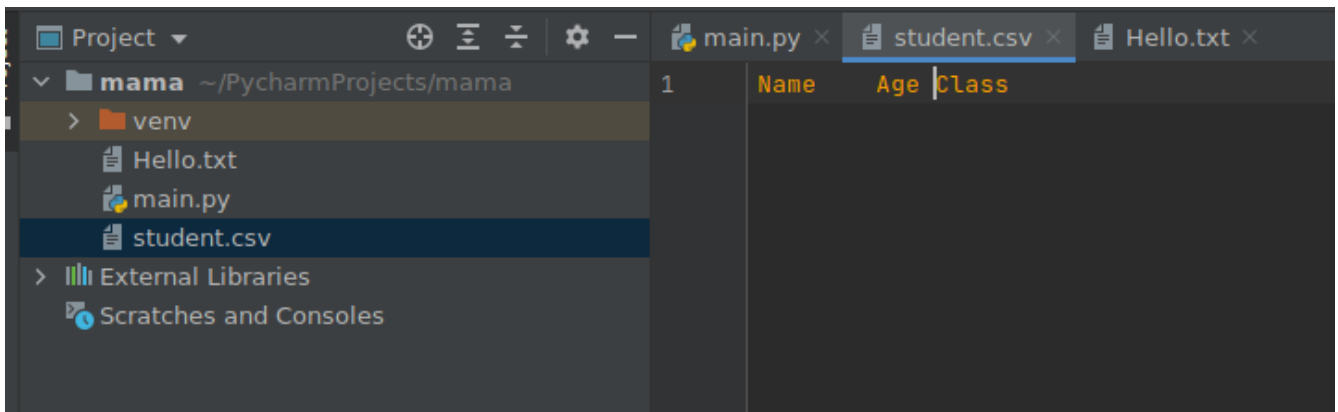 Project
mama ~/PycharmProjects/mama
venv
Hello.txt
main.py
student.csv
External Libraries
Scratches and Consoles
main.py student.csv Hello.txt
1 Name Age Class